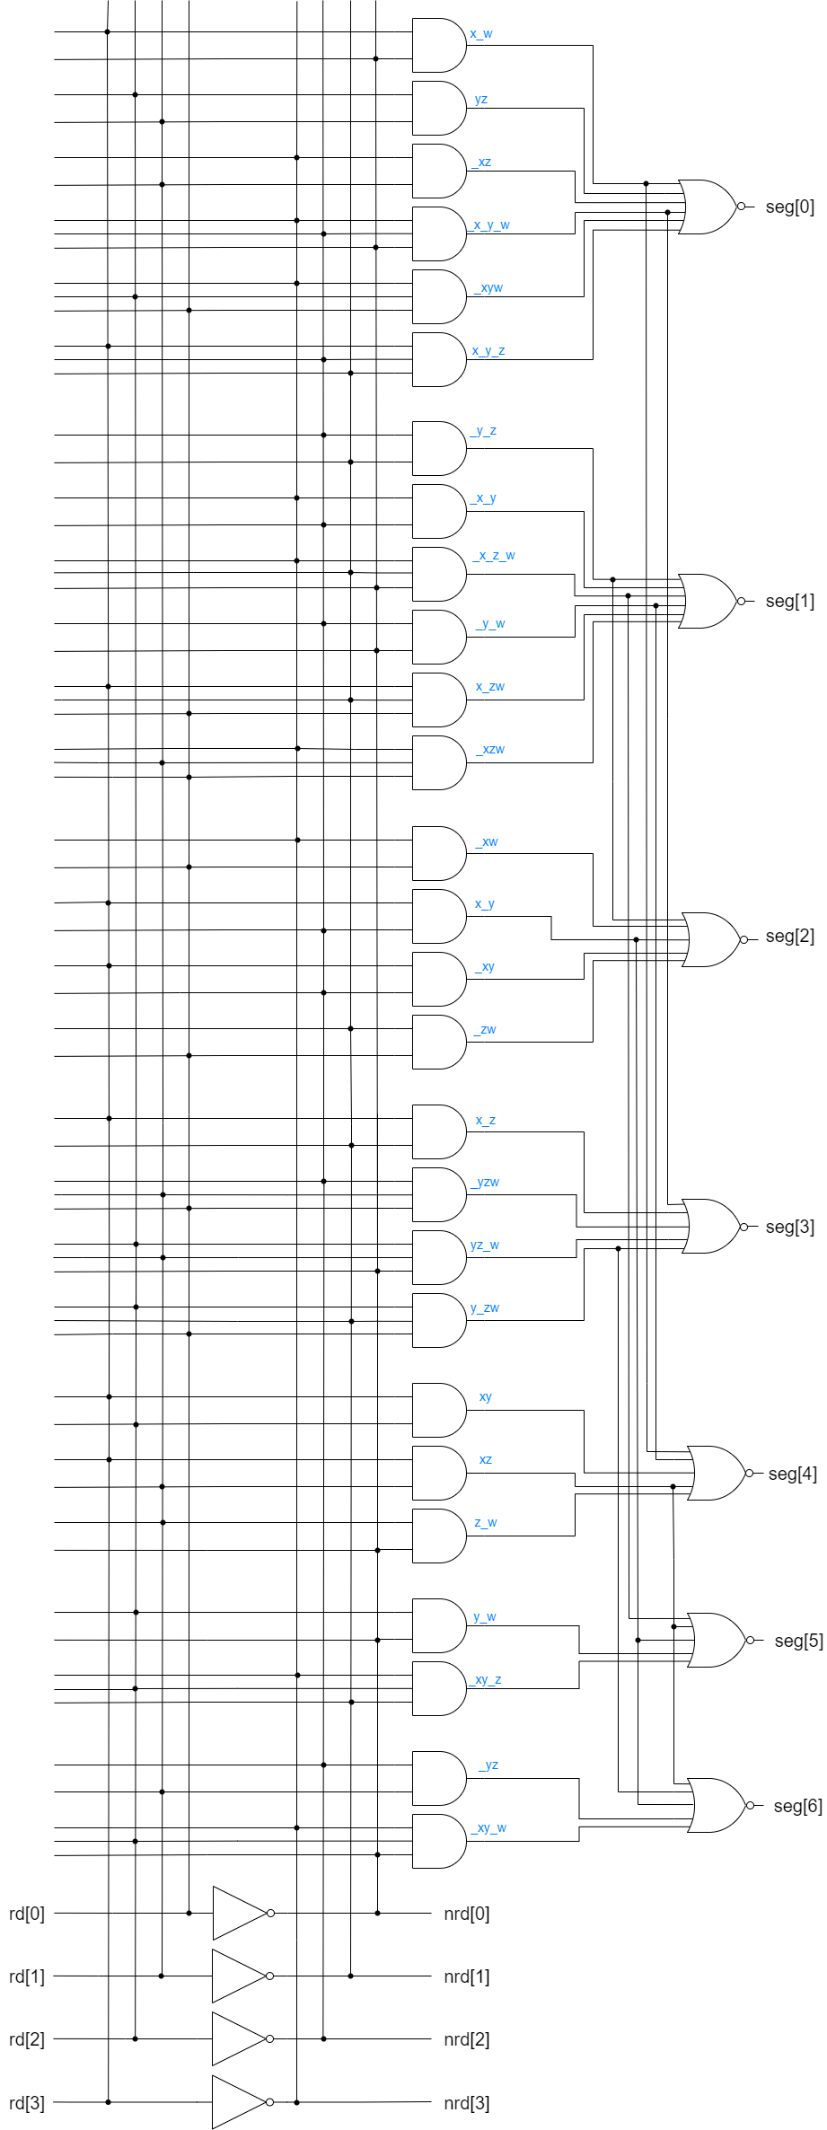 x_w
yz
_xz
seg[0]
_x_y_w
_xyw
x_y_z
_y_z
_x_y
_x_z_w
seg[1]
_y_w
x_zw
_xzw
_xw
x_y
seg[2]
_xy
_zw
x_z
_yzw
seg[3]
yz_w
y_zw
xy
xz
seg[4]
z_w
y_w
seg[5]
_xy_z
_yz
seg[6]
_xy_w
rd[0] nrd[0]
rd[1] nrd[1]
rd[2] nrd[2]
rd[3] nrd[3]